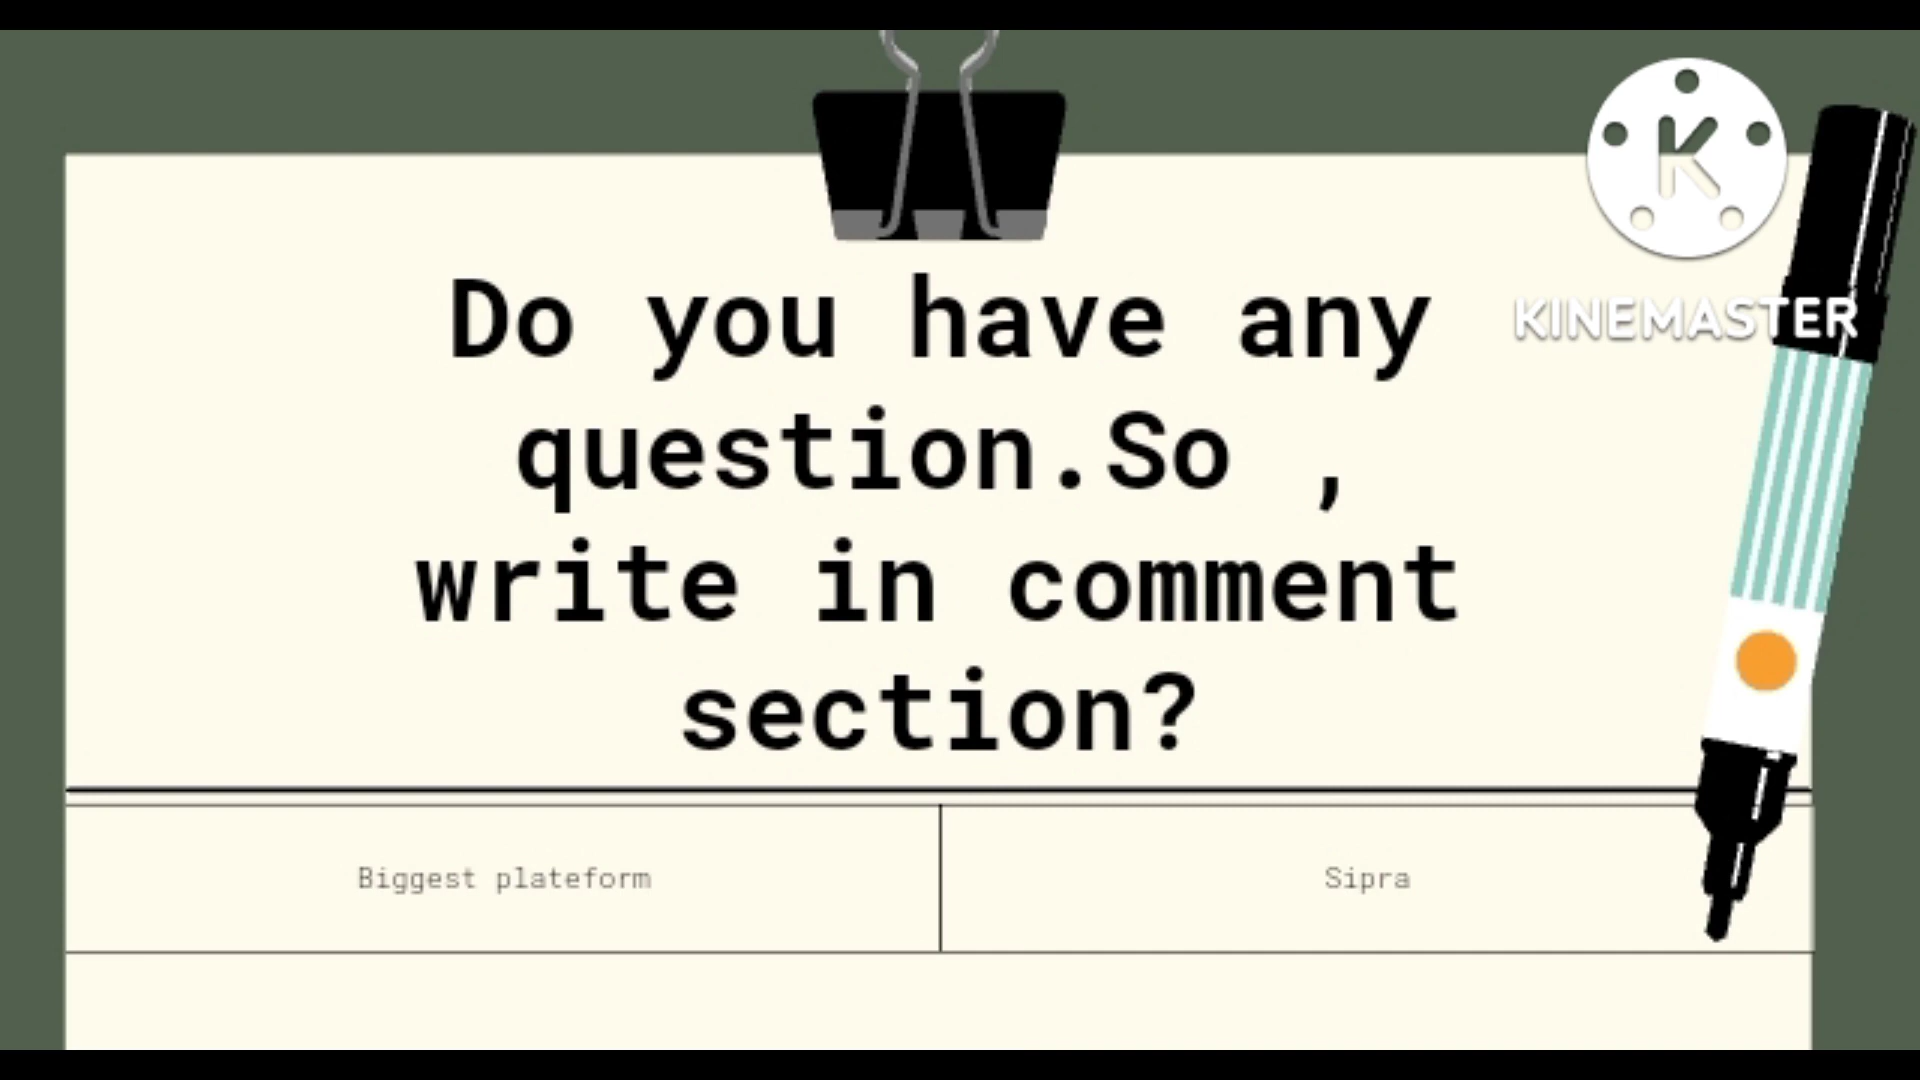 KINEMASTER
Do you have any
question.So ,
write in comment
section?
Biggest plateform
Sipra